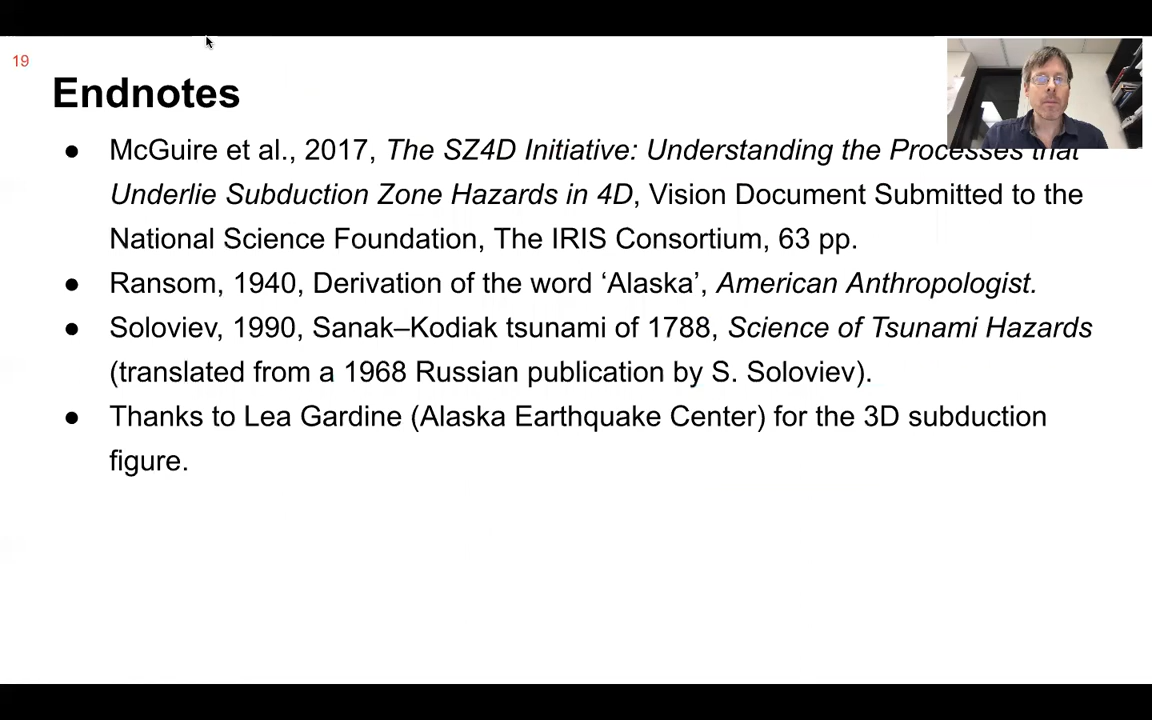 19
Endnotes
● McGuire et al., 2017, The SZ4D Initiative: Understanding the Processes that
Underlie Subduction Zone Hazards in 4D, Vision Document Submitted to the
National Science Foundation, The IRIS Consortium, 63 pp.
● Ransom, 1940, Derivation of the word ‘Alaska’, American Anthropologist.
● Soloviev, 1990, Sanak–Kodiak tsunami of 1788, Science of Tsunami Hazards
(translated from a 1968 Russian publication by S. Soloviev).
● Thanks to Lea Gardine (Alaska Earthquake Center) for the 3D subduction
figure.